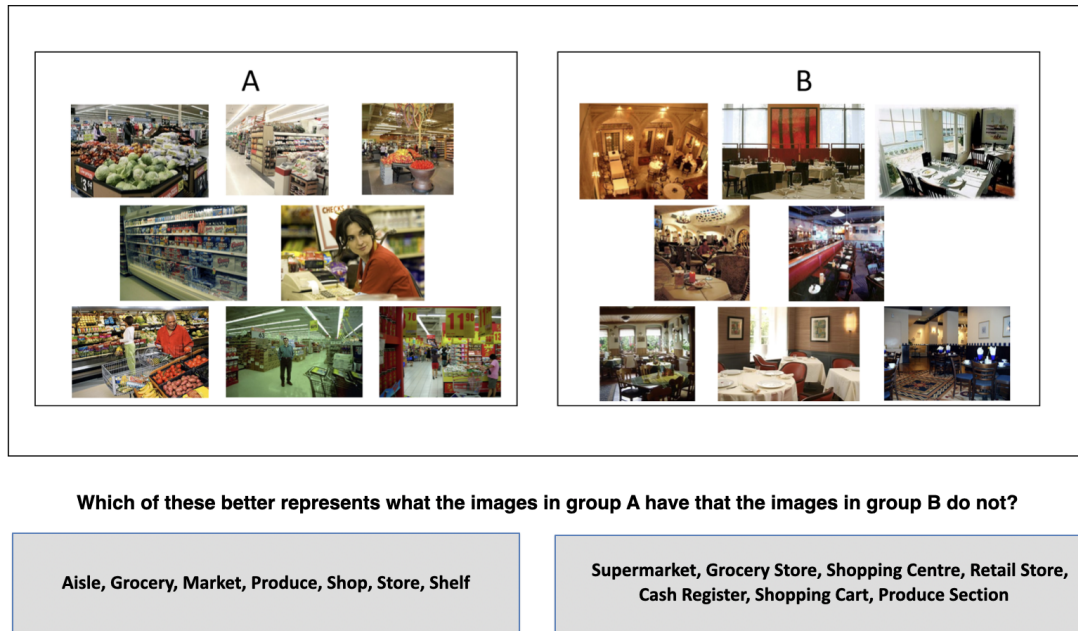 A
B
CHECK
11
Which of these better represents what the images in group A have that the images in group B do not?
Aisle, Grocery, Market, Produce, Shop, Store, Shelf
Supermarket, Grocery Store, Shopping Centre, Retail Store,
Cash Register, Shopping Cart, Produce Section